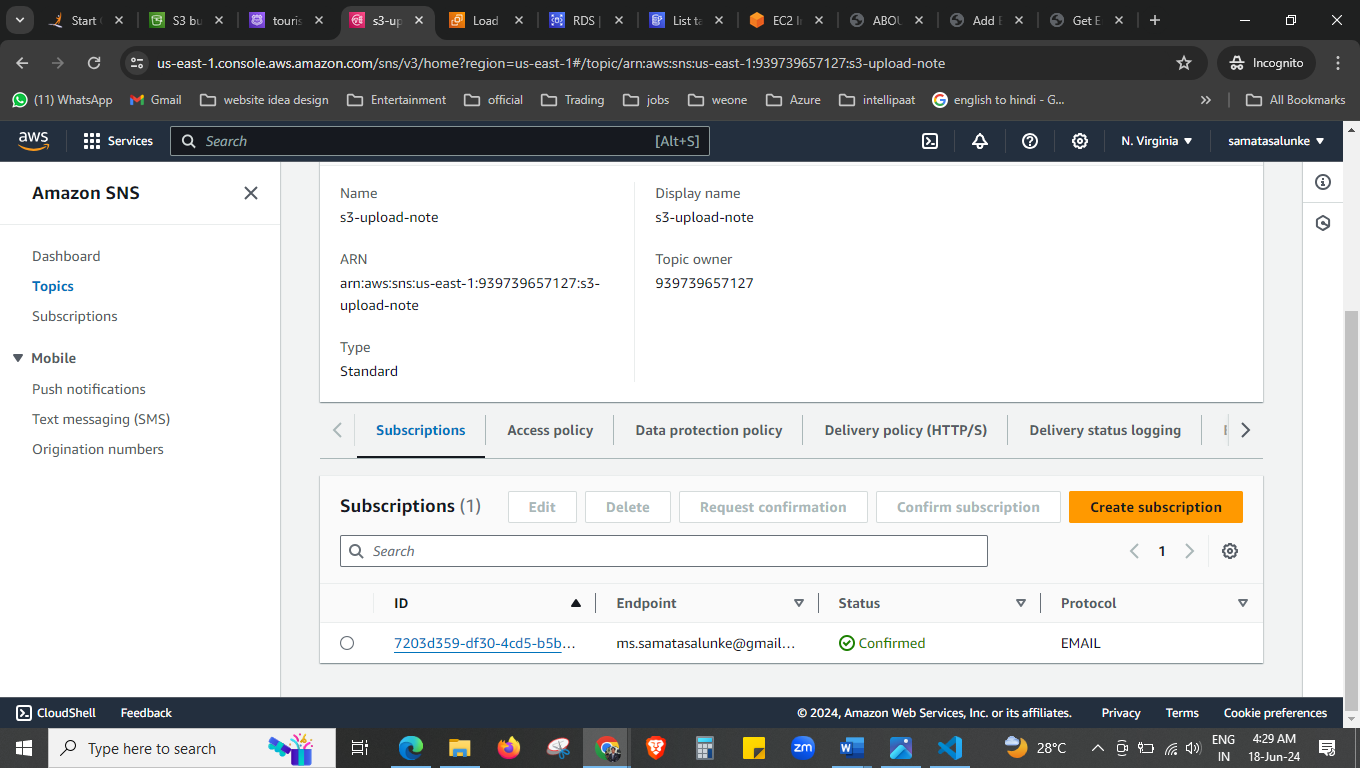 Start
S3 bu
touris
s3-up
Load
RDS |
List ta
EC2 I
ABOU
Add E
Get E
us-east-1.console.aws.amazon.com/sns/v3/home?region=us-east-1#/topic/arn:aws:sns:us-east-1:939739657127:s3-upload-note
Incognito
(11) WhatsApp
Gmail
website idea design
Entertainment
official
Trading
jobs
weone
Azure
intellipaat
english to hindi - G...
All Bookmarks
aws
Services
Search
[Alt+S]
N. Virginia
samatasalunke
Amazon SNS
Dashboard
Topics
Subscriptions
Mobile
Push notifications
Text messaging (SMS)
Origination numbers
Name
s3-upload-note
Display name
s3-upload-note
ARN
arn:aws:sns:us-east-1:939739657127:s3-
upload-note
Topic owner
939739657127
Type
Standard
Subscriptions
Access policy
Data protection policy
Delivery policy (HTTP/S)
Delivery status logging
Subscriptions (1)
Edit
Delete
Request confirmation
Confirm subscription
Create subscription
Search
1
ID
Endpoint
Status
Protocol
7203d359-df30-4cd5-b5b...
ms.samatasalunke@gmail...
Confirmed
EMAIL
CloudShell
Feedback
© 2024, Amazon Web Services, Inc. or its affiliates.
Privacy
Terms
Cookie preferences
Type here to search
zm
28°C
ENG
IN
4:29 AM
18-Jun-24